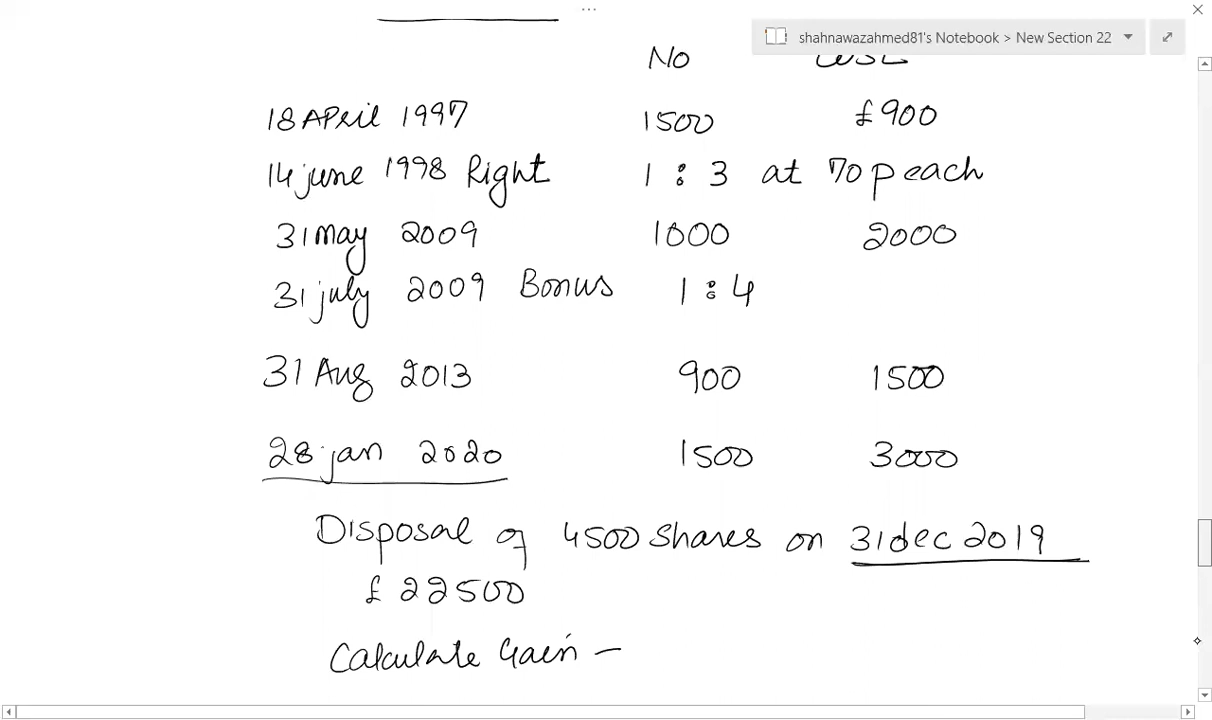 shahnawazahmed81's Notebook > New Section 22
No
18 April 1997 1500 £900
14 june 1998 Right 1 : 3 at 70p each
31 may 2009 1000 2000
31 july 2009 Bonus 1 : 4
31 Aug 2013 900 1500
28 jan 2020 1500 3000
Disposal of 4500 shares on 31 dec 2019
£ 22500
Calculate Gain –